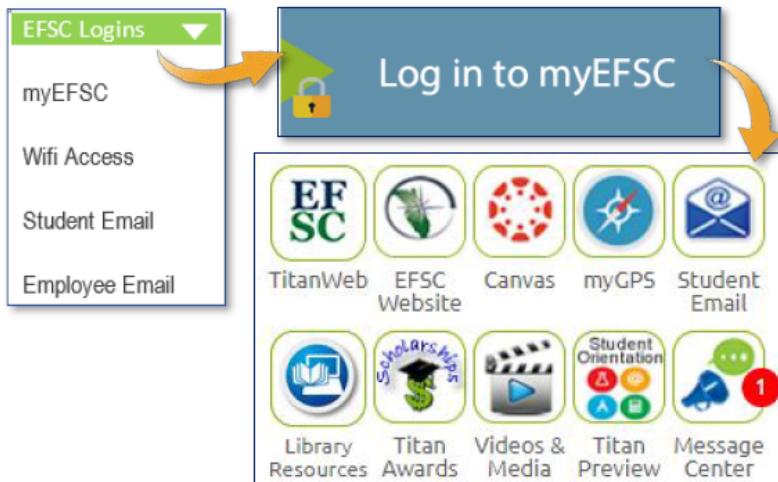 EFSC Logins
myEFSC
Wifi Access
Student Email
Employee Email
Log in to myEFSC
EF
SC
@
TitanWeb
EFSC
Website
Canvas
myGPS
Student
Email
Scholarships
$
Student
Orientation
@
1
Library
Resources
Titan
Awards
Videos &
Media
Titan
Preview
Message
Center